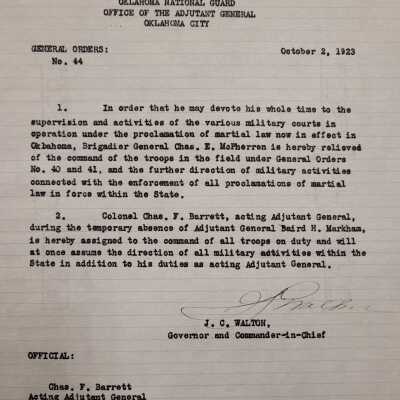 OKLAHOMA NATIONAL GUARD
OFFICE OF THE ADJUTANT GENERAL
OKLAHOMA CITY
GENERAL ORDERS:
October 2, 1923
No. 44
1. In order that he may devote his whole time to the
supervision and activities of the various military courts in
operation under the proclamation of martial law now in effect in
Oklahoma, Brigadier General Chas. E. McPherren is hereby relieved
of the command of the troops in the field under General Orders
No. 40 and 41, and the further direction of military activities
connected with the enforcement of all proclamations of martial
law in force within the State.
2. Colonel Chas. F. Barrett, acting Adjutant General,
during the temporary absence of Adjutant General Baird H. Markham,
is hereby assigned to the command of all troops on duty and will
at once assume the direction of all military activities within the
State in addition to his duties as acting Adjutant General.
J. C. WALTON,
Governor and Commander-in-Chief
OFFICIAL:
Chas. F. Barrett
Acting Adjutant General